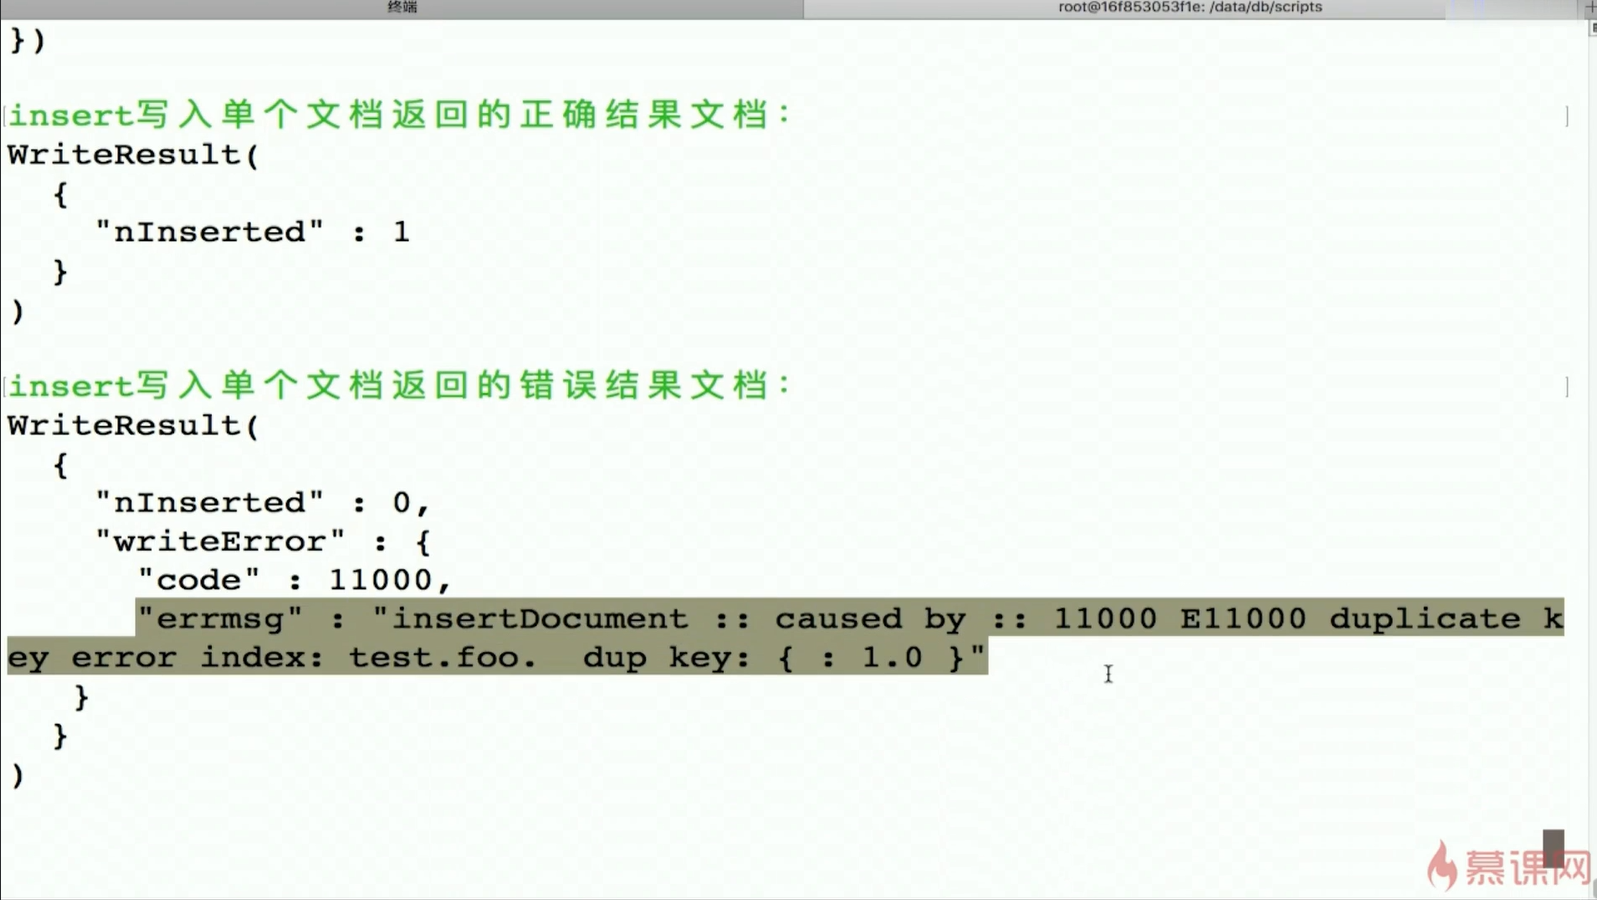 终端
root@16f853053f1e: /data/db/scripts
})
insert写入单个文档返回的正确结果文档:
WriteResult(
{
"nInserted" : 1
}
)
insert写入单个文档返回的错误结果文档:
WriteResult(
{
"nInserted" : 0,
"writeError" : {
"code" : 11000,
"errmsg" : "insertDocument :: caused by :: 11000 E11000 duplicate k
ey error index: test.foo.  dup key: { : 1.0 }"
}
}
)
慕课网